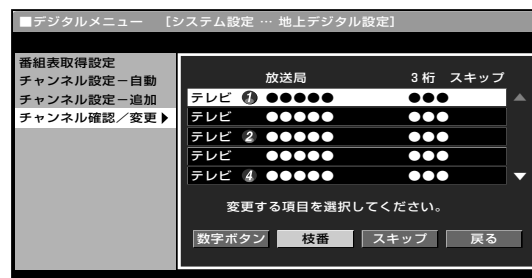 ■デジタルメニュー [システム設定 … 地上デジタル設定]
番組表取得設定
チャンネル設定－自動
チャンネル設定－追加
チャンネル確認／変更▶
放送局 3桁 スキップ
テレビ ❶ ●●●●● ●●●
テレビ ●●●●● ●●●
テレビ ❷ ●●●●● ●●●
テレビ ●●●●● ●●●
テレビ ❹ ●●●●● ●●●
変更する項目を選択してください。
数字ボタン 枝番 スキップ 戻る